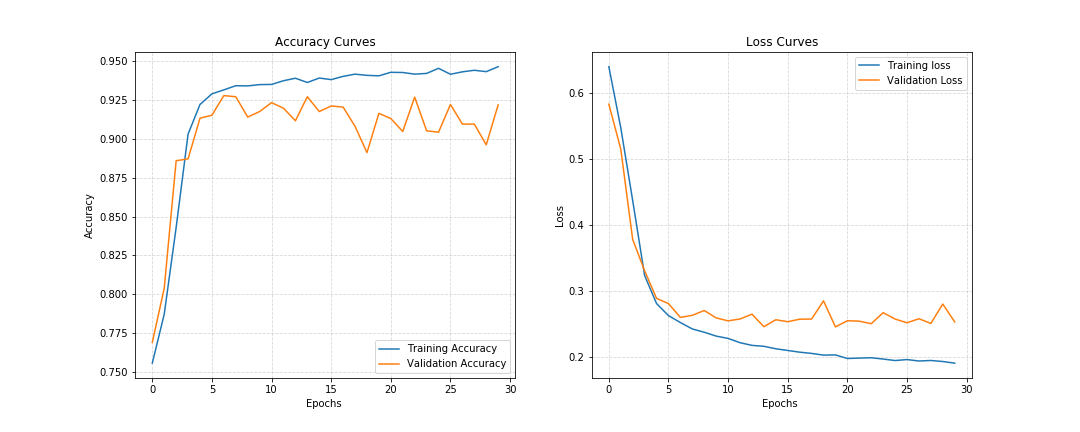 Accuracy Curves
Accuracy
0.950
0.925
0.900
0.875
0.850
0.825
0.800
0.775
0.750
0 5 10 15 20 25 30
Epochs
Training Accuracy
Validation Accuracy
Loss Curves
Loss
0.6
0.5
0.4
0.3
0.2
0 5 10 15 20 25 30
Epochs
Training loss
Validation Loss